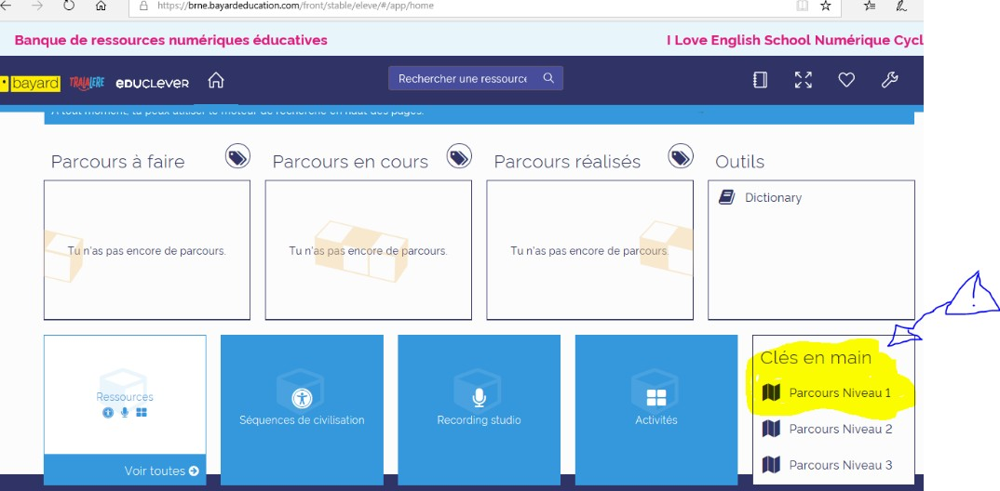 https://brne.bayardeducation.com/front/stable/eleve/#/app/home
Banque de ressources numériques éducatives
I Love English School Numérique Cycl
bayard TRALALERE eDUCLEVER
Rechercher une ressourc
A tout moment, tu peux utiliser le moteur de recherche en haut des pages.
Parcours à faire
Parcours en cours
Parcours réalisés
Outils
Tu n'as pas encore de parcours.
Tu n'as pas encore de parcours.
Tu n'as pas encore de parcours.
Dictionary
!
Ressources
Voir toutes
Séquences de civilisation
Recording studio
Activités
Clés en main
Parcours Niveau 1
Parcours Niveau 2
Parcours Niveau 3